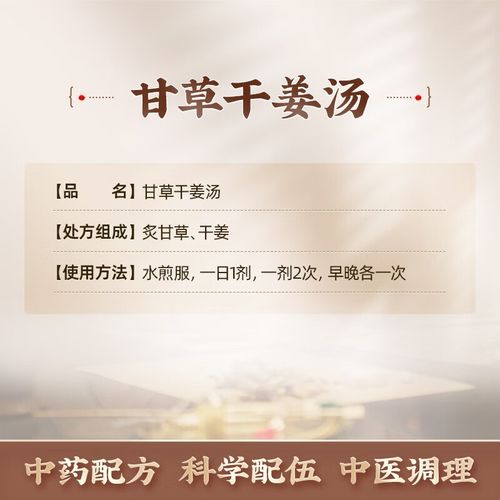 甘草干姜汤
【品 名】甘草干姜汤
【处方组成】炙甘草、干姜
【使用方法】水煎服，一日1剂，一剂2次，早晚各一次
中药配方 科学配伍 中医调理